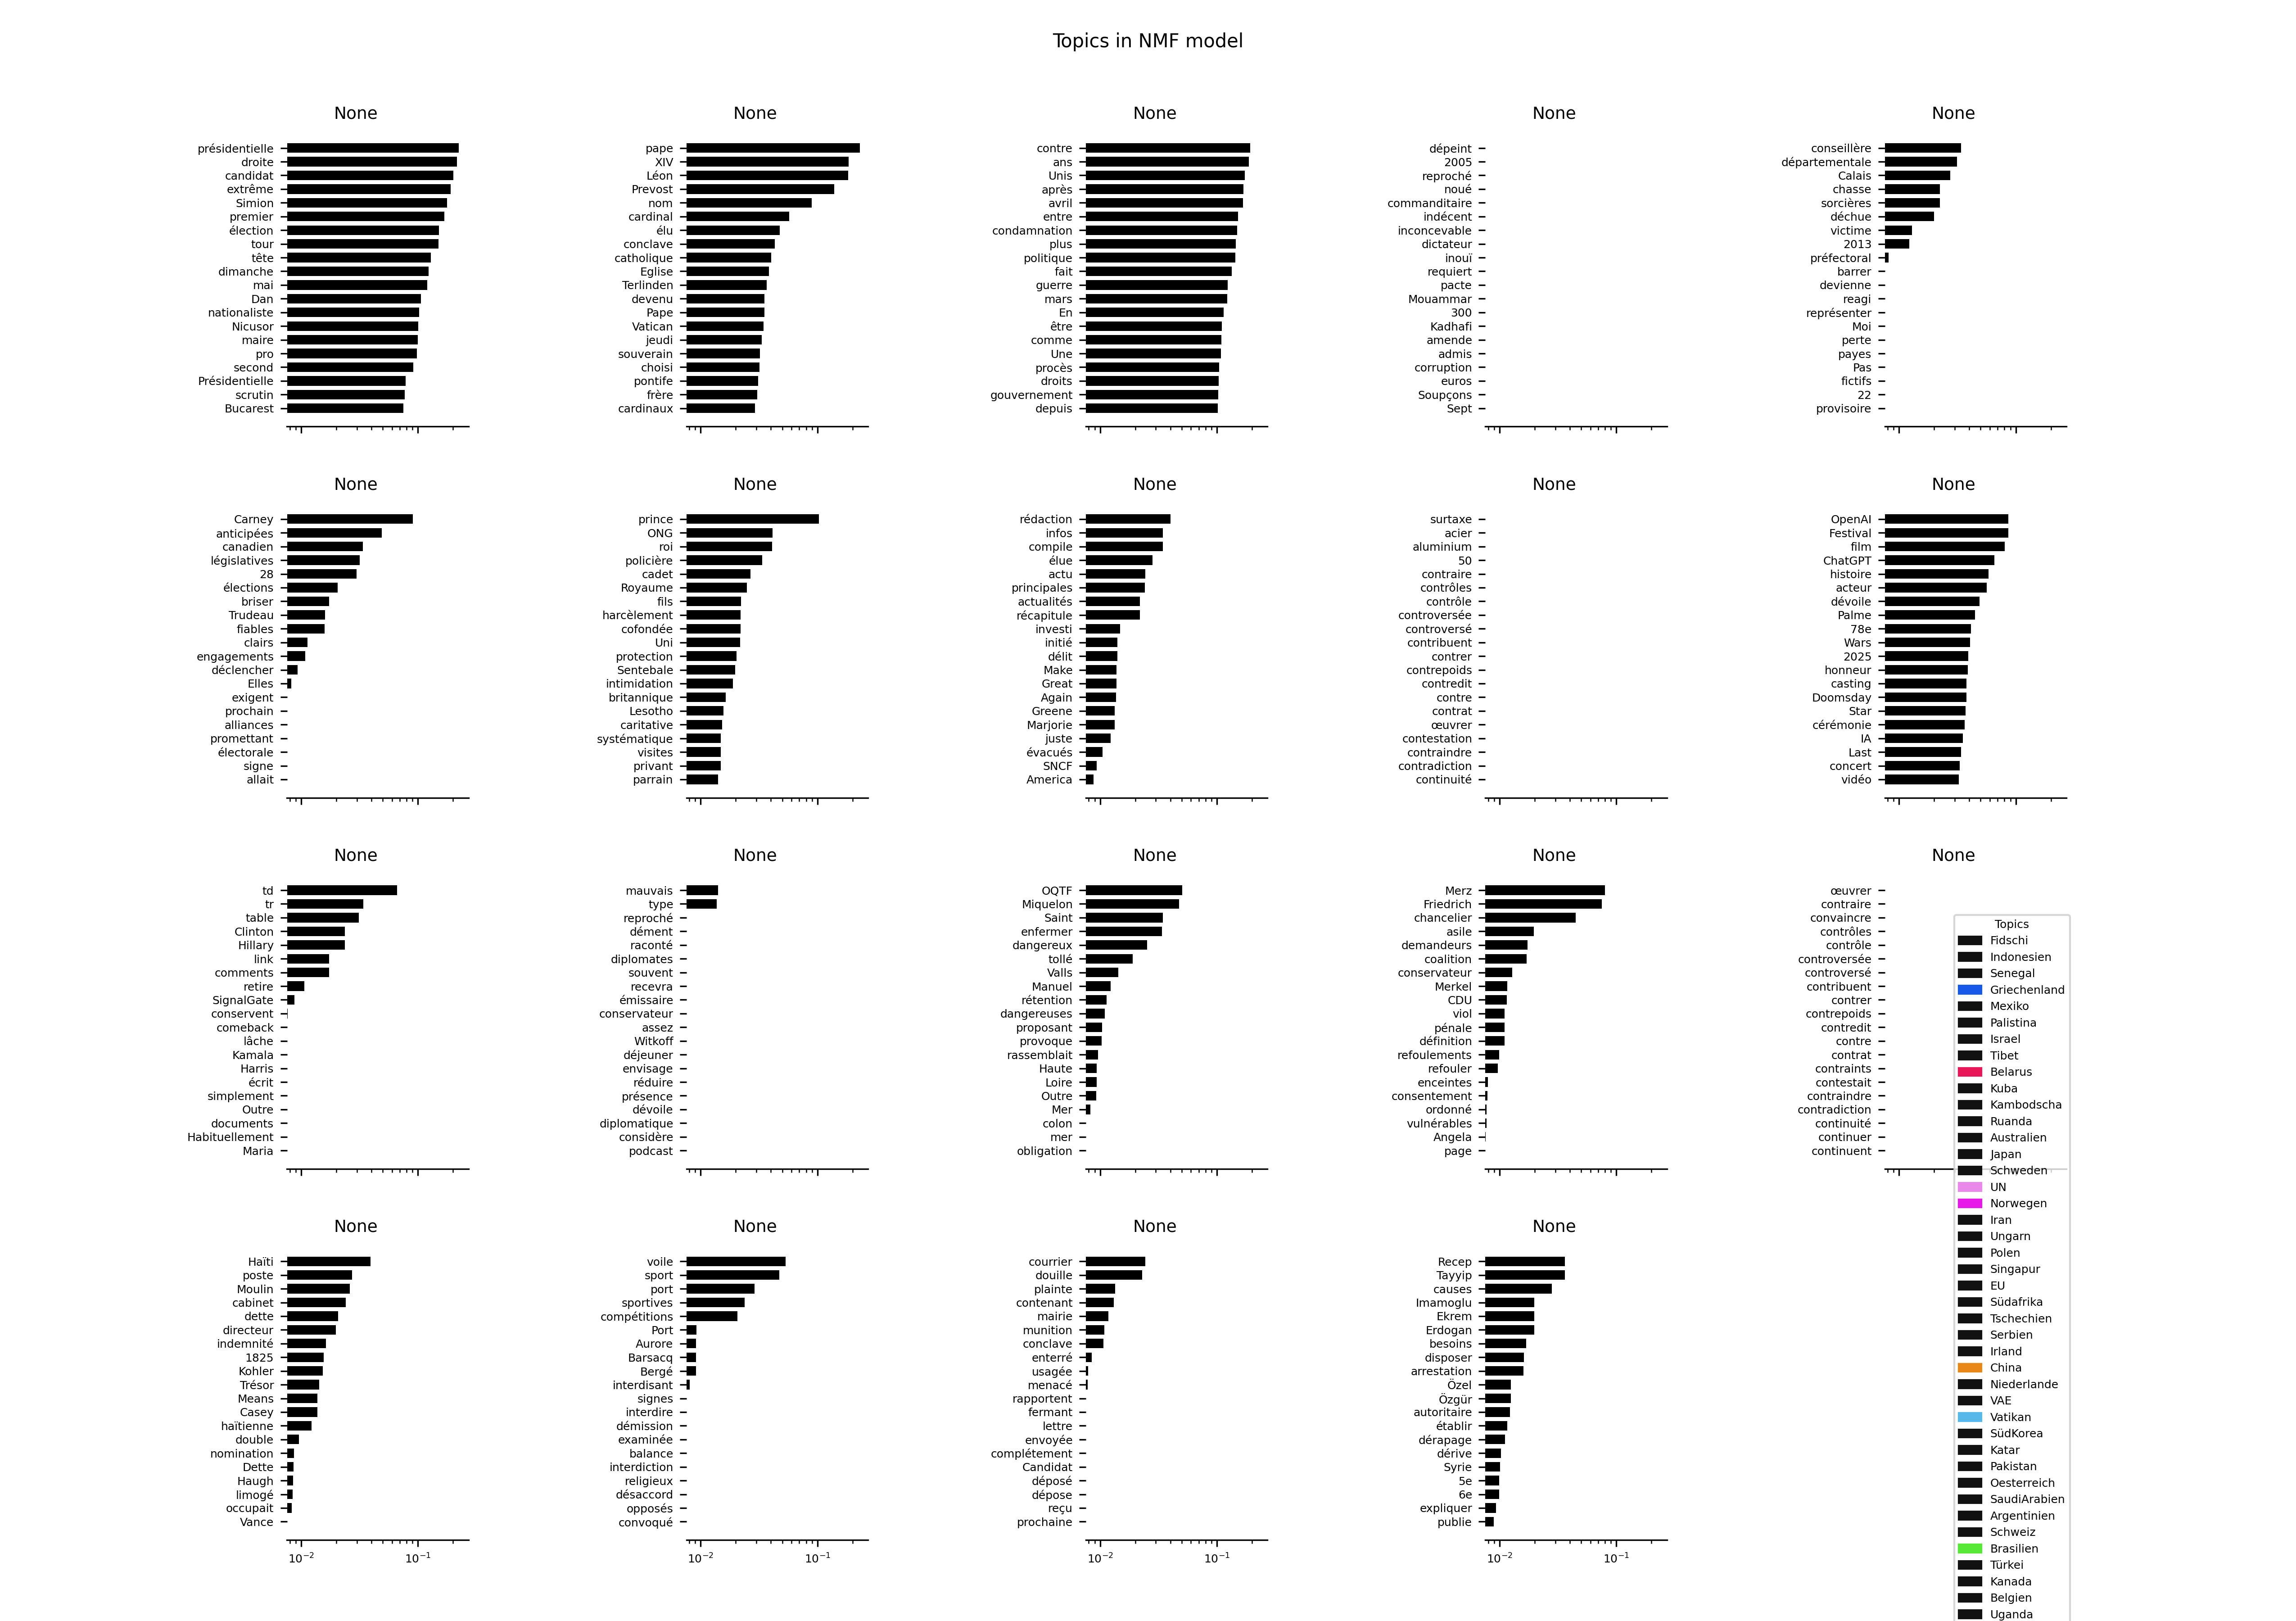 Topics in NMF model
None
présidentielle
droite
candidat
extrême
Simion
premier
élection
tour
tête
dimanche
mai
Dan
nationaliste
Nicusor
maire
pro
second
Présidentielle
scrutin
Bucarest
None
pape
XIV
Léon
Prevost
nom
cardinal
élu
conclave
catholique
Eglise
Terlinden
devenu
Pape
Vatican
jeudi
souverain
choisi
pontife
frère
cardinaux
None
contre
ans
Unis
après
avril
entre
condamnation
plus
politique
fait
guerre
mars
En
être
comme
Une
procès
droits
gouvernement
depuis
None
dépeint
2005
reproché
noué
commanditaire
indécent
inconcevable
dictateur
inouï
requiert
pacte
Mouammar
300
Kadhafi
amende
admis
corruption
euros
Soupçons
Sept
None
conseillère
départementale
Calais
chasse
sorcières
déchue
victime
2013
préfectoral
barrer
devienne
reagi
représenter
Moi
perte
payes
Pas
fictifs
22
provisoire
None
Carney
anticipées
canadien
législatives
28
élections
briser
Trudeau
fiables
clairs
engagements
déclencher
Elles
exigent
prochain
alliances
promettant
électorale
signe
allait
None
prince
ONG
roi
policière
cadet
Royaume
fils
harcèlement
cofondée
Uni
protection
Sentebale
intimidation
britannique
Lesotho
caritative
systématique
visites
privant
parrain
None
rédaction
infos
compile
élue
actu
principales
actualités
récapitule
investi
initié
délit
Make
Great
Again
Greene
Marjorie
juste
évacués
SNCF
America
None
surtaxe
acier
aluminium
50
contraire
contrôles
contrôle
controversée
controversé
contribuent
contrer
contrepoids
contredit
contre
contrat
œuvrer
contestation
contraindre
contradiction
continuité
None
OpenAI
Festival
film
ChatGPT
histoire
acteur
dévoile
Palme
78e
Wars
2025
honneur
casting
Doomsday
Star
cérémonie
IA
Last
concert
vidéo
None
td
tr
table
Clinton
Hillary
link
comments
retire
SignalGate
conservent
comeback
lâche
Kamala
Harris
écrit
simplement
Outre
documents
Habituellement
Maria
None
mauvais
type
reproché
dément
raconté
diplomates
souvent
recevra
émissaire
conservateur
assez
Witkoff
déjeuner
envisage
réduire
présence
dévoile
diplomatique
considère
podcast
None
OQTF
Miquelon
Saint
enfermer
dangereux
tollé
Valls
Manuel
rétention
dangereuses
proposant
provoque
rassemblait
Haute
Loire
Outre
Mer
colon
mer
obligation
None
Merz
Friedrich
chancelier
asile
demandeurs
coalition
conservateur
Merkel
CDU
viol
pénale
définition
refoulements
refouler
enceintes
consentement
ordonné
vulnérables
Angela
page
None
œuvrer
contraire
convaincre
contrôles
contrôle
controversée
controversé
contribuent
contrer
contrepoids
contredit
contre
contrat
contraints
contestait
contraindre
contradiction
continuité
continuer
continuent
None
Haïti
poste
Moulin
cabinet
dette
directeur
indemnité
1825
Kohler
Trésor
Means
Casey
haïtienne
double
nomination
Dette
Haugh
limogé
occupait
Vance
10⁻² 10⁻¹
None
voile
sport
port
sportives
compétitions
Port
Aurore
Barsacq
Bergé
interdisant
signes
interdire
démission
examinée
balance
interdiction
religieux
désaccord
opposés
convoqué
10⁻² 10⁻¹
None
courrier
douille
plainte
contenant
mairie
munition
conclave
enterré
usagée
menacé
rapportent
fermant
lettre
envoyée
complétement
Candidat
déposé
dépose
reçu
prochaine
10⁻² 10⁻¹
None
Recep
Tayyip
causes
Imamoglu
Ekrem
Erdogan
besoins
disposer
arrestation
Özel
Özgür
autoritaire
établir
dérapage
dérive
Syrie
5e
6e
expliquer
publie
10⁻² 10⁻¹
Topics
Fidschi
Indonesien
Senegal
Griechenland
Mexiko
Palistina
Israel
Tibet
Belarus
Kuba
Kambodscha
Ruanda
Australien
Japan
Schweden
UN
Norwegen
Iran
Ungarn
Polen
Singapur
EU
Südafrika
Tschechien
Serbien
Irland
China
Niederlande
VAE
Vatikan
SüdKorea
Katar
Pakistan
Oesterreich
SaudiArabien
Argentinien
Schweiz
Brasilien
Türkei
Kanada
Belgien
Uganda